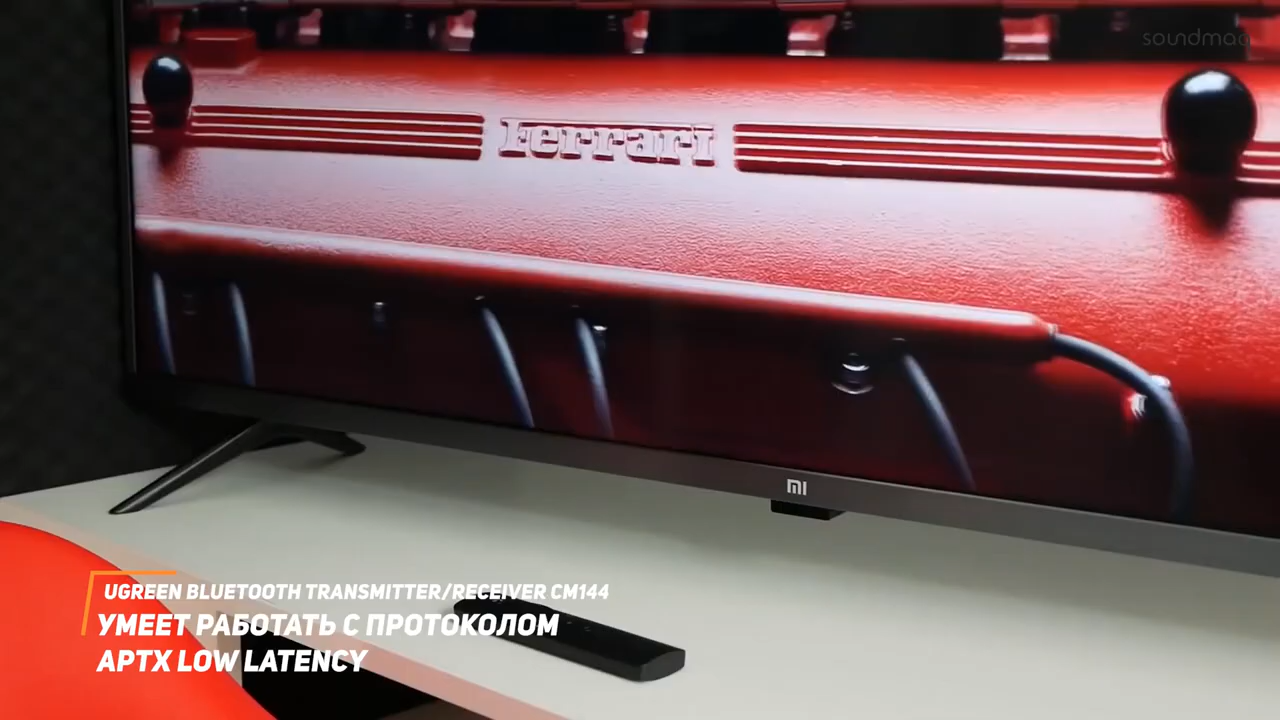 soundmag
Ferrari
MI
UGREEN BLUETOOTH TRANSMITTER/RECEIVER CM144
УМЕЕТ РАБОТАТЬ С ПРОТОКОЛОМ
APTX LOW LATENCY